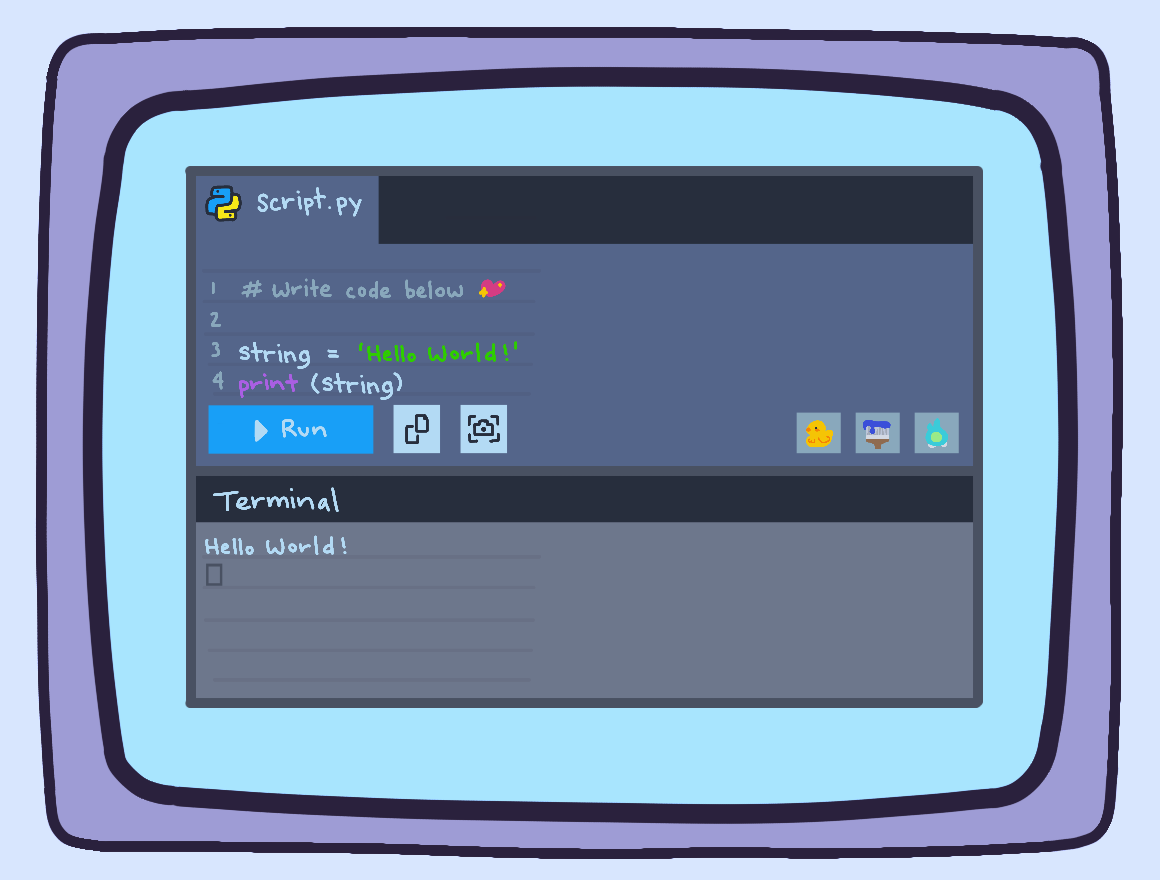 Script.py
1 # Write code below 💖
2
3 string = 'Hello World!'
4 print (string)
Run
Terminal
Hello World!